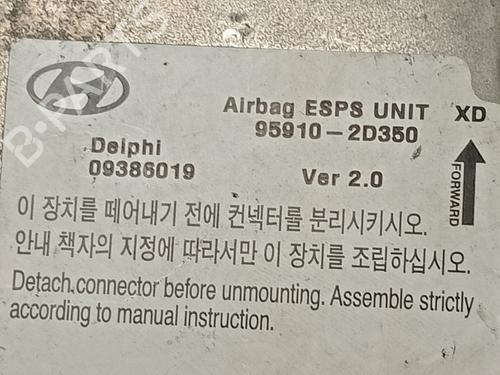 Airbag ESPS UNIT XD
95910-2D350
Delphi
09386019
Ver 2.0
FORWARD
이 장치를 떼어내기 전에 컨넥터를 분리시키시오.
안내 책자의 지정에 따라서만 이 장치를 조립하십시오.
Detach.connector before unmounting. Assemble strictly
according to manual instruction.
B-PARTS